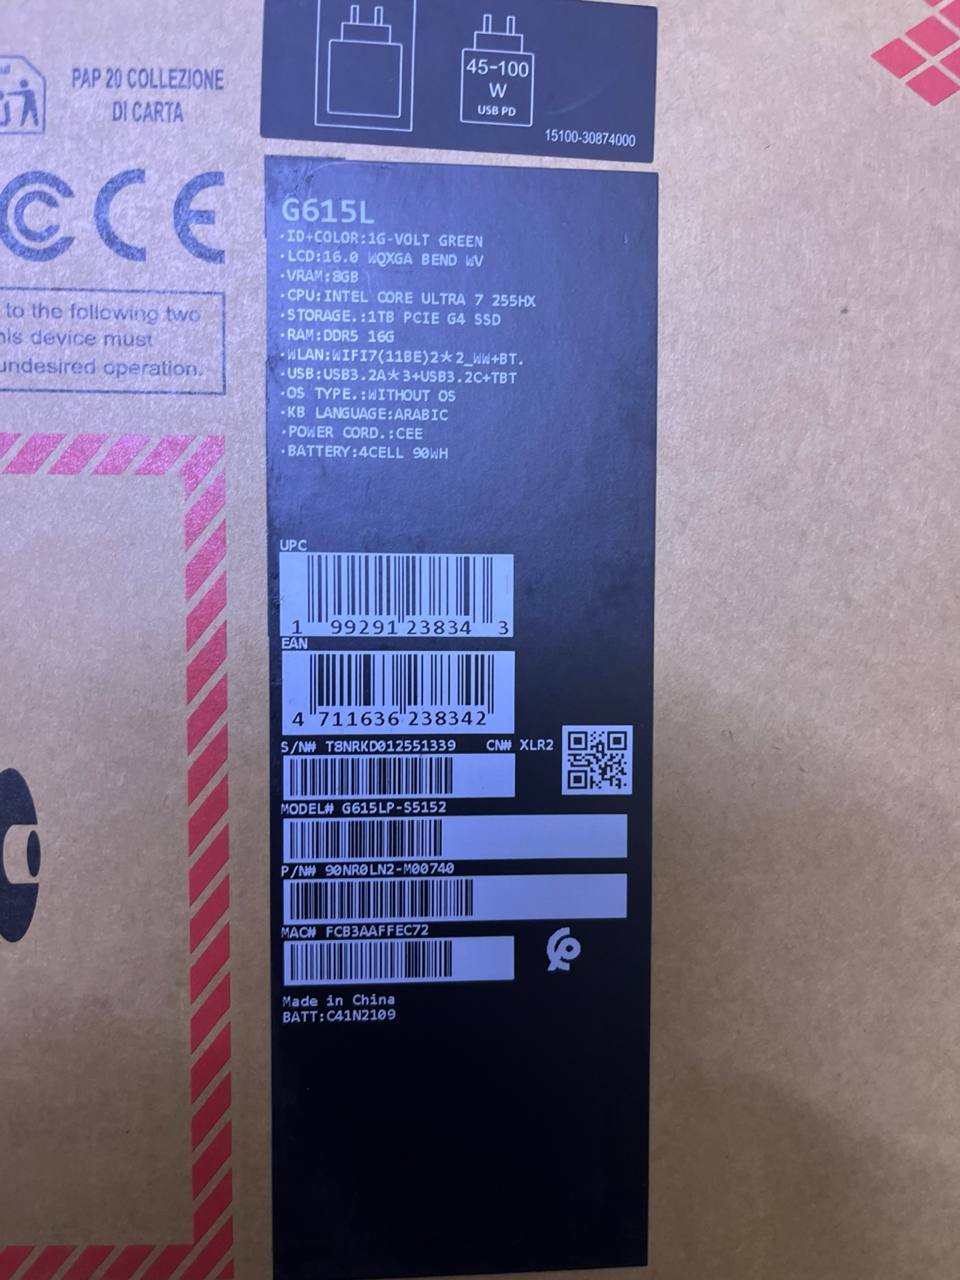 PAP 20 COLLEZIONE
DI CARTA
45-100
W
USB PD
15100-30874000
CE
to the following two
his device must
undesired operation.
G615L
·ID+COLOR:1G-VOLT GREEN
·LCD:16.0 WQXGA BEND WV
·VRAM:8GB
·CPU:INTEL CORE ULTRA 7 255HX
·STORAGE.:1TB PCIE G4 SSD
·RAM:DDR5 16G
·WLAN:WIFI7(11BE)2*2_WW+BT.
·USB:USB3.2A*3+USB3.2C+TBT
·OS TYPE.:WITHOUT OS
·KB LANGUAGE:ARABIC
·POWER CORD.:CEE
·BATTERY:4CELL 90WH
UPC
1 99291 23834 3
EAN
4 711636 238342
S/N# T8NRKD012551339 CN# XLR2
MODEL# G615LP-S5152
P/N# 90NR0LN2-M00740
MAC# FCB3AAFFEC72
Made in China
BATT:C41N2109